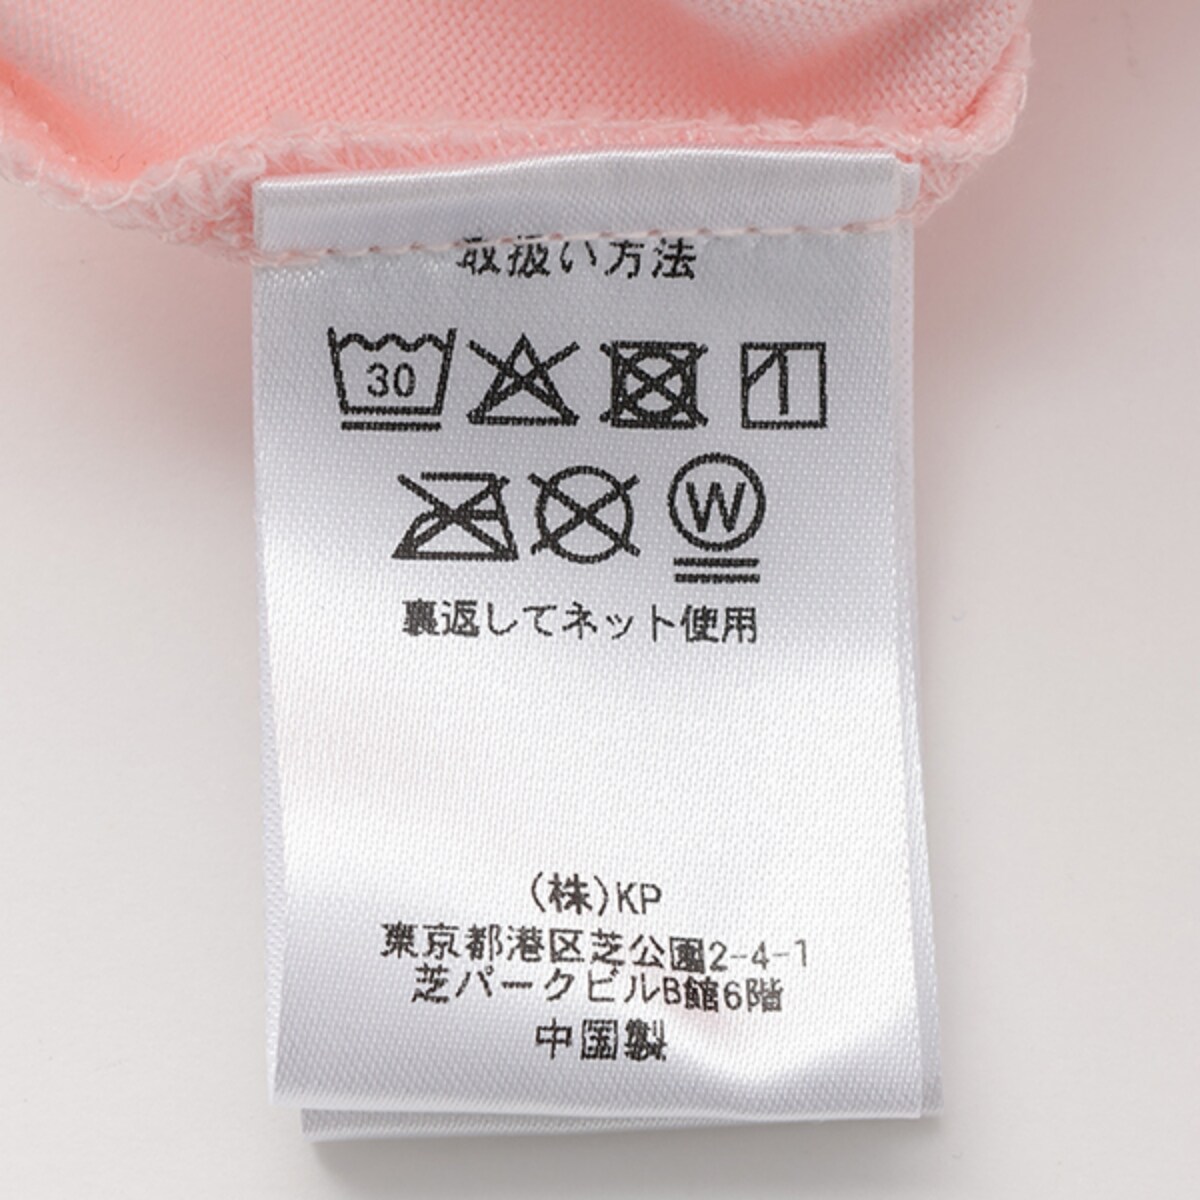 取扱い方法
30
W
裏返してネット使用
(株)KP
東京都港区芝公園2-4-1
芝パークビルB館6階
中国製